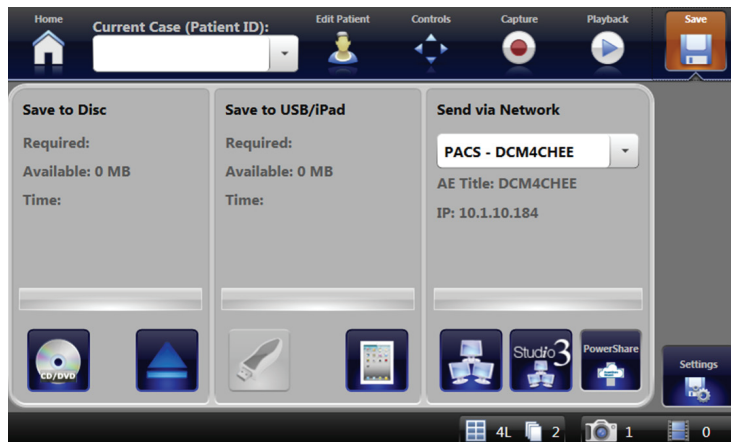 Home
Current Case (Patient ID):
Edit Patient
Controls
Capture
Playback
Save
Save to Disc
Required:
Available: 0 MB
Time:
CD/DVD
Save to USB/iPad
Required:
Available: 0 MB
Time:
Send via Network
PACS - DCM4CHEE
AE Title: DCM4CHEE
IP: 10.1.10.184
Studio3
PowerShare
Settings
4L
2
1
0